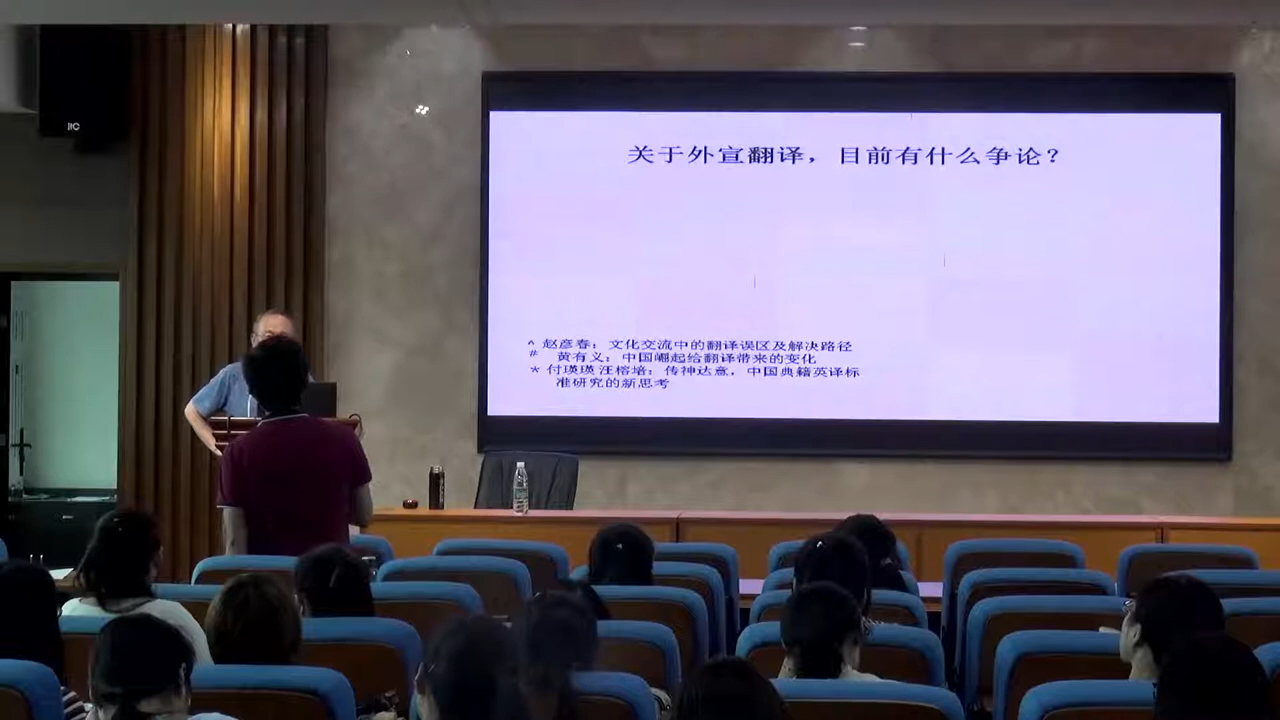 关于外宣翻译，目前有什么争论？
^ 赵彦春：文化交流中的翻译误区及解决路径
# 黄有义：中国崛起给翻译带来的变化
* 付瑛瑛 汪榕培：传神达意，中国典籍英译标
准研究的新思考